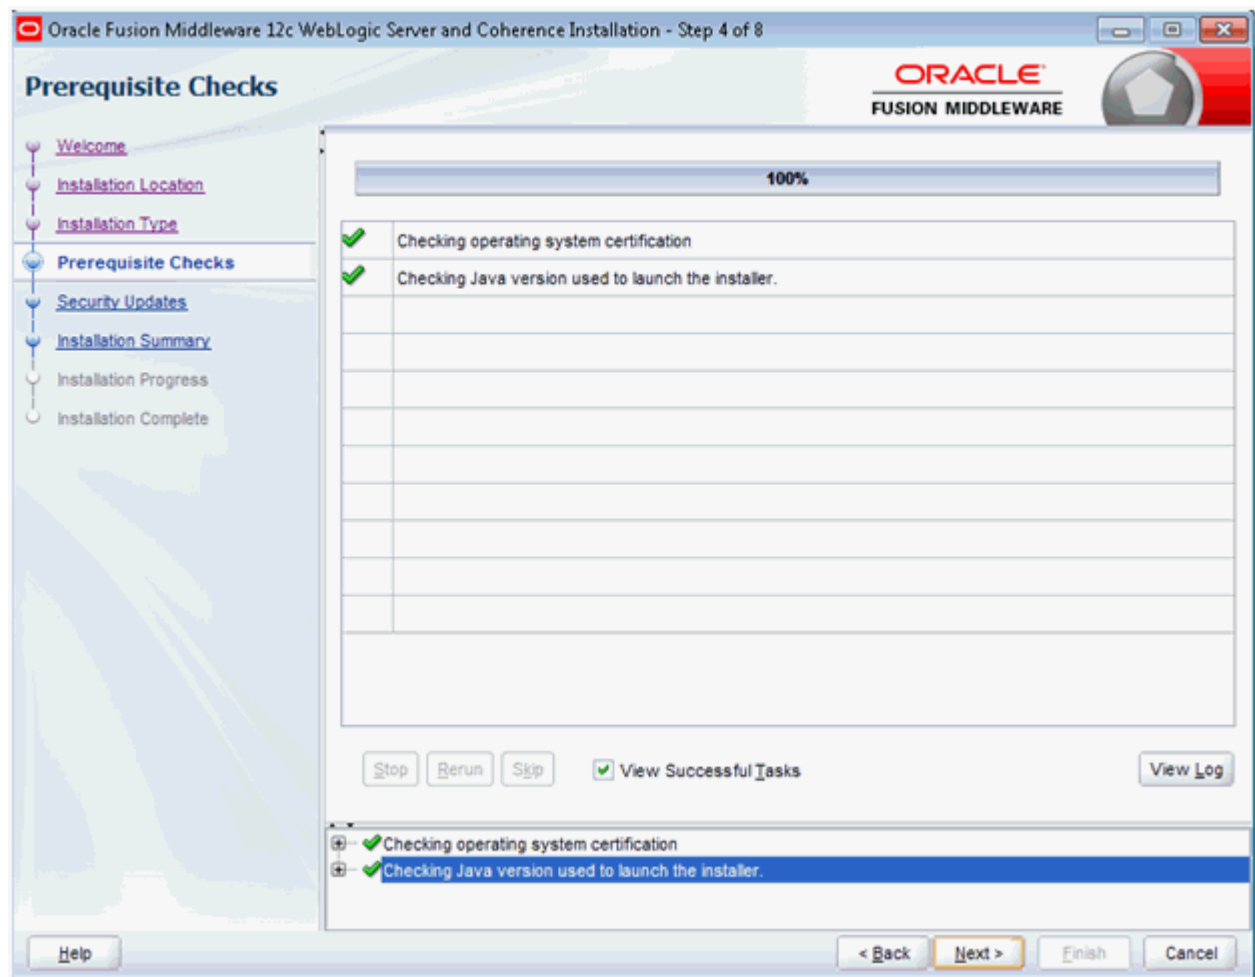 Oracle Fusion Middleware 12c WebLogic Server and Coherence Installation - Step 4 of 8
Prerequisite Checks
ORACLE
FUSION MIDDLEWARE
Welcome
Installation Location
Installation Type
Prerequisite Checks
Security Updates
Installation Summary
Installation Progress
Installation Complete
100%
Checking operating system certification
Checking Java version used to launch the installer.
Stop Rerun Skip View Successful Tasks View Log
Checking operating system certification
Checking Java version used to launch the installer.
Help < Back Next > Finish Cancel